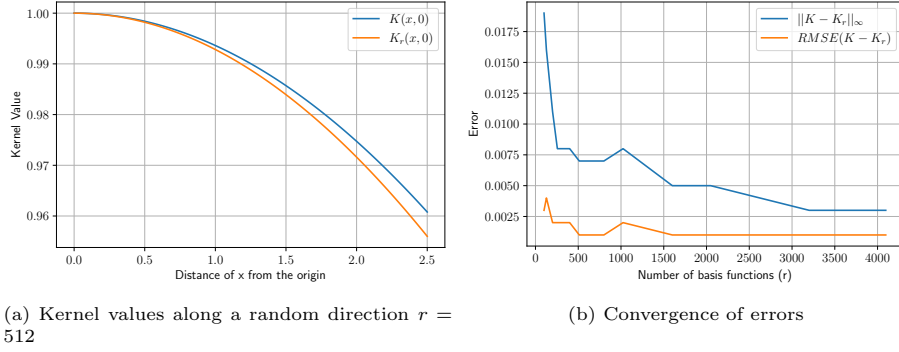 1.00
0.99
0.98
0.97
0.96
Kernel Value
0.0 0.5 1.0 1.5 2.0 2.5
Distance of x from the origin
K(x, 0)
K_r(x, 0)
0.0175
0.0150
0.0125
0.0100
0.0075
0.0050
0.0025
Error
0 500 1000 1500 2000 2500 3000 3500 4000
Number of basis functions (r)
||K − K_r||_∞
RMSE(K − K_r)
(a) Kernel values along a random direction r =
512
(b) Convergence of errors